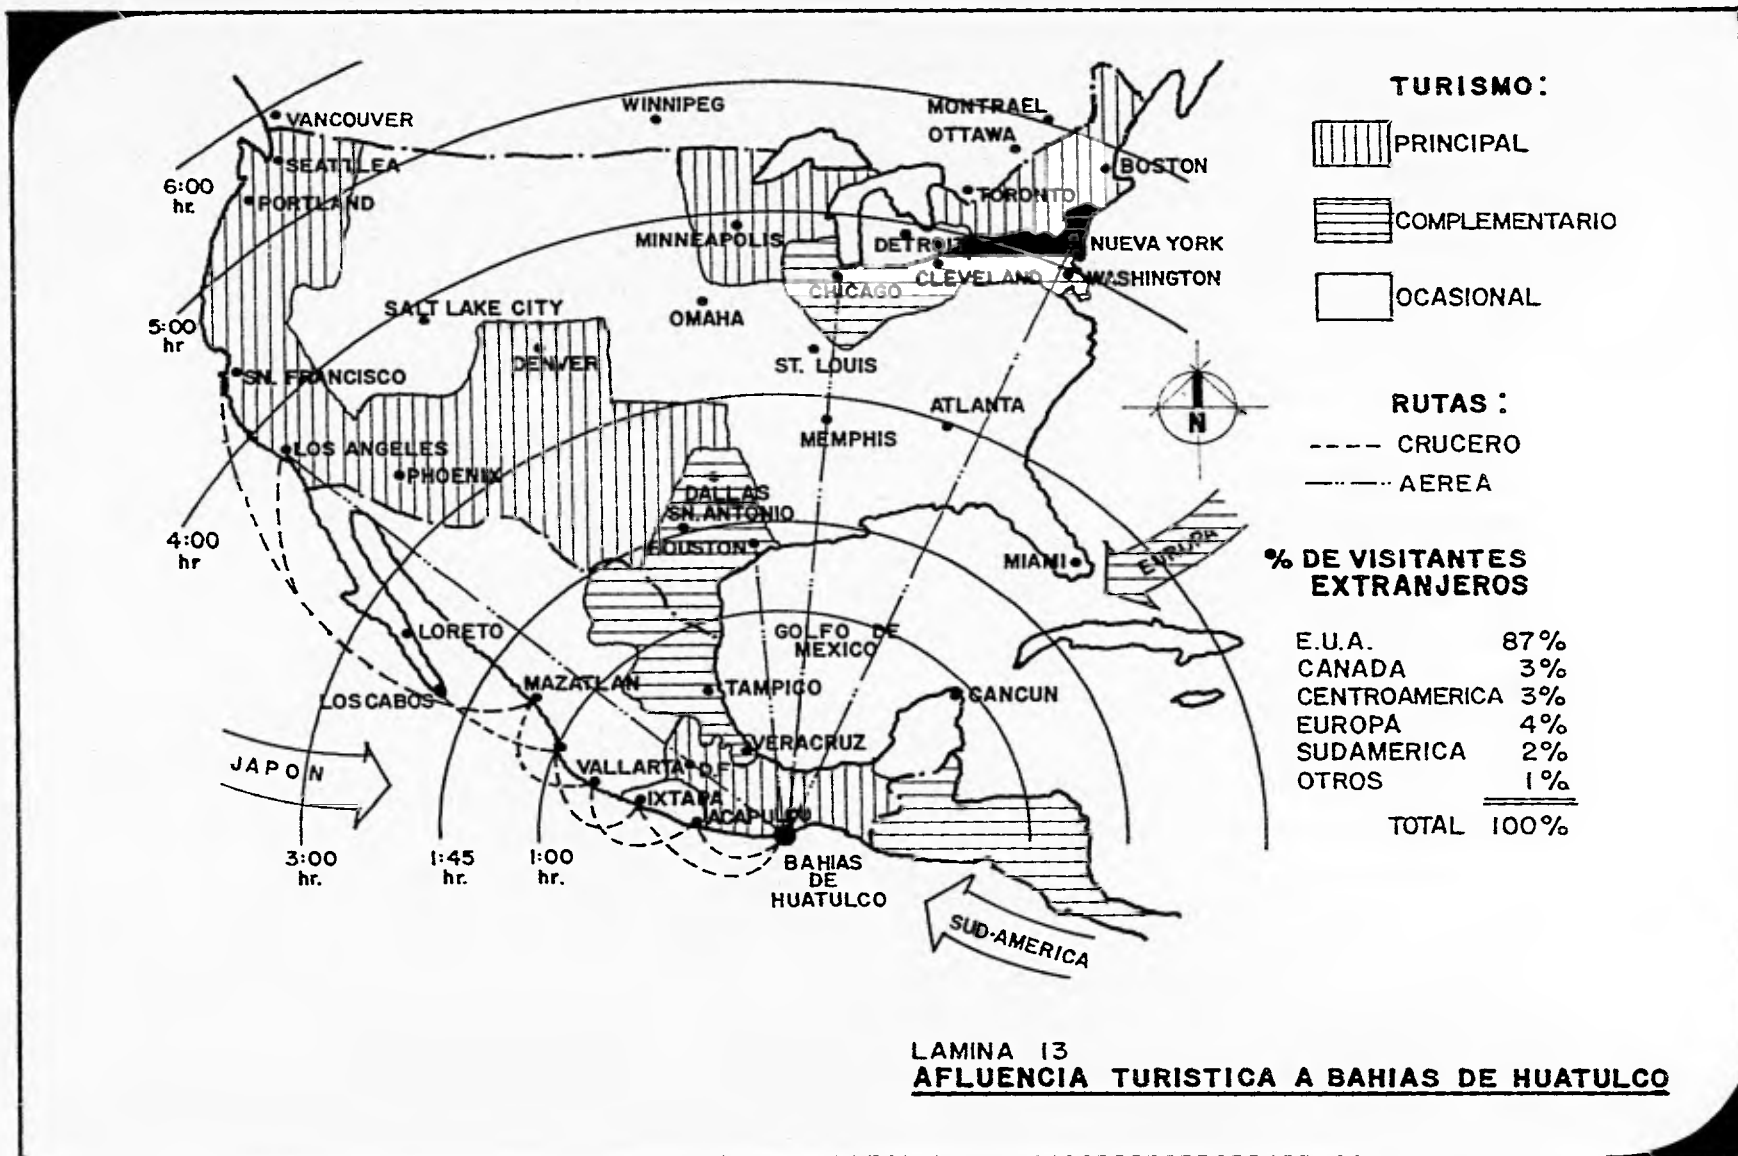 VANCOUVER
WINNIPEG
MONTRAEL
OTTAWA
SEATTLEA
BOSTON
6:00
hr.
PORTLAND
TORONTO
MINNEAPOLIS
DETROIT
NUEVA YORK
CLEVELAND
WASHINGTON
CHICAGO
SALT LAKE CITY
OMAHA
5:00
hr
DENVER
ST. LOUIS
SN. FRANCISCO
ATLANTA
MEMPHIS
LOS ANGELES
PHOENIX
DALLAS
SN. ANTONIO
4:00
hr
HOUSTON
MIAMI
EUROPA
LORETO
GOLFO DE
MEXICO
MAZATLAN
TAMPICO
CANCUN
LOS CABOS
VERACRUZ
JAPON
VALLARTA
D.F.
IXTAPA
ACAPULCO
3:00
hr.
1:45
hr.
1:00
hr.
BAHIAS
DE
HUATULCO
SUD-AMERICA
TURISMO:
PRINCIPAL
COMPLEMENTARIO
OCASIONAL
N
RUTAS:
CRUCERO
AEREA
% DE VISITANTES
EXTRANJEROS
E.U.A. 87%
CANADA 3%
CENTROAMERICA 3%
EUROPA 4%
SUDAMERICA 2%
OTROS 1%
TOTAL 100%
LAMINA 13
AFLUENCIA TURISTICA A BAHIAS DE HUATULCO